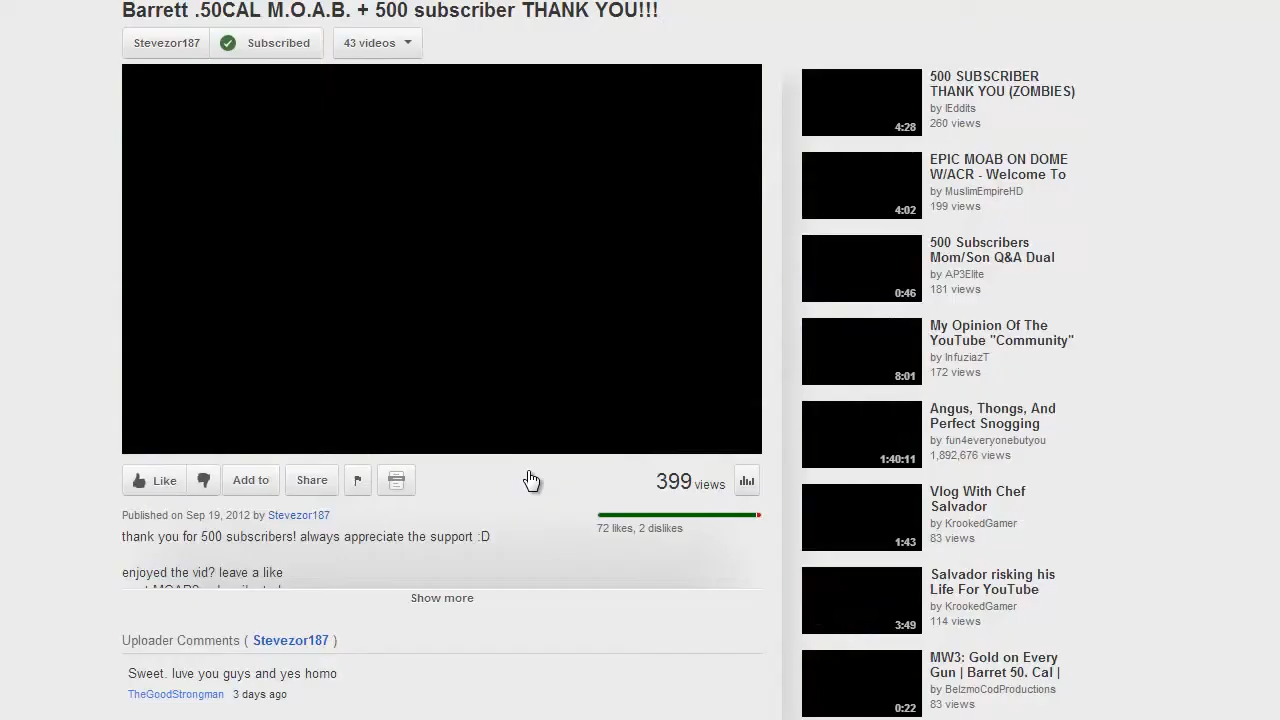 Barrett .50CAL M.O.A.B. + 500 subscriber THANK YOU!!!
Stevezor187 Subscribed 43 videos
500 SUBSCRIBER
THANK YOU (ZOMBIES)
by IEddits
260 views
4:28
EPIC MOAB ON DOME
W/ACR - Welcome To
by MuslimEmpireHD
199 views
4:02
500 Subscribers
Mom/Son Q&A Dual
by AP3Elite
181 views
0:46
My Opinion Of The
YouTube "Community"
by InfuziazT
172 views
8:01
Angus, Thongs, And
Perfect Snogging
by fun4everyonebutyou
1,892,676 views
1:40:11
Vlog With Chef
Salvador
by KrookedGamer
83 views
1:43
Salvador risking his
Life For YouTube
by KrookedGamer
114 views
3:49
MW3: Gold on Every
Gun | Barret 50. Cal |
by BelzmoCodProductions
83 views
0:22
Like Add to Share 399 views
Published on Sep 19, 2012 by Stevezor187
72 likes, 2 dislikes
thank you for 500 subscribers! always appreciate the support :D
enjoyed the vid? leave a like
Show more
Uploader Comments ( Stevezor187 )
Sweet. luve you guys and yes homo
TheGoodStrongman 3 days ago